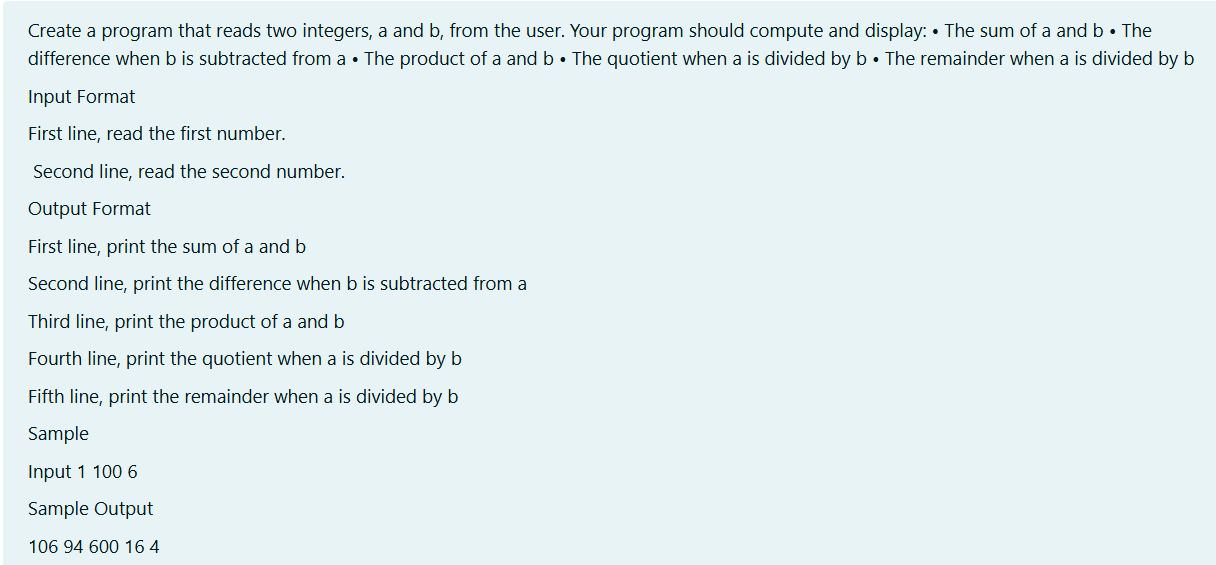 Create a program that reads two integers, a and b, from the user. Your program should compute and display: • The sum of a and b • The
difference when b is subtracted from a • The product of a and b • The quotient when a is divided by b • The remainder when a is divided by b
Input Format
First line, read the first number.
Second line, read the second number.
Output Format
First line, print the sum of a and b
Second line, print the difference when b is subtracted from a
Third line, print the product of a and b
Fourth line, print the quotient when a is divided by b
Fifth line, print the remainder when a is divided by b
Sample
Input 1 100 6
Sample Output
106 94 600 16 4